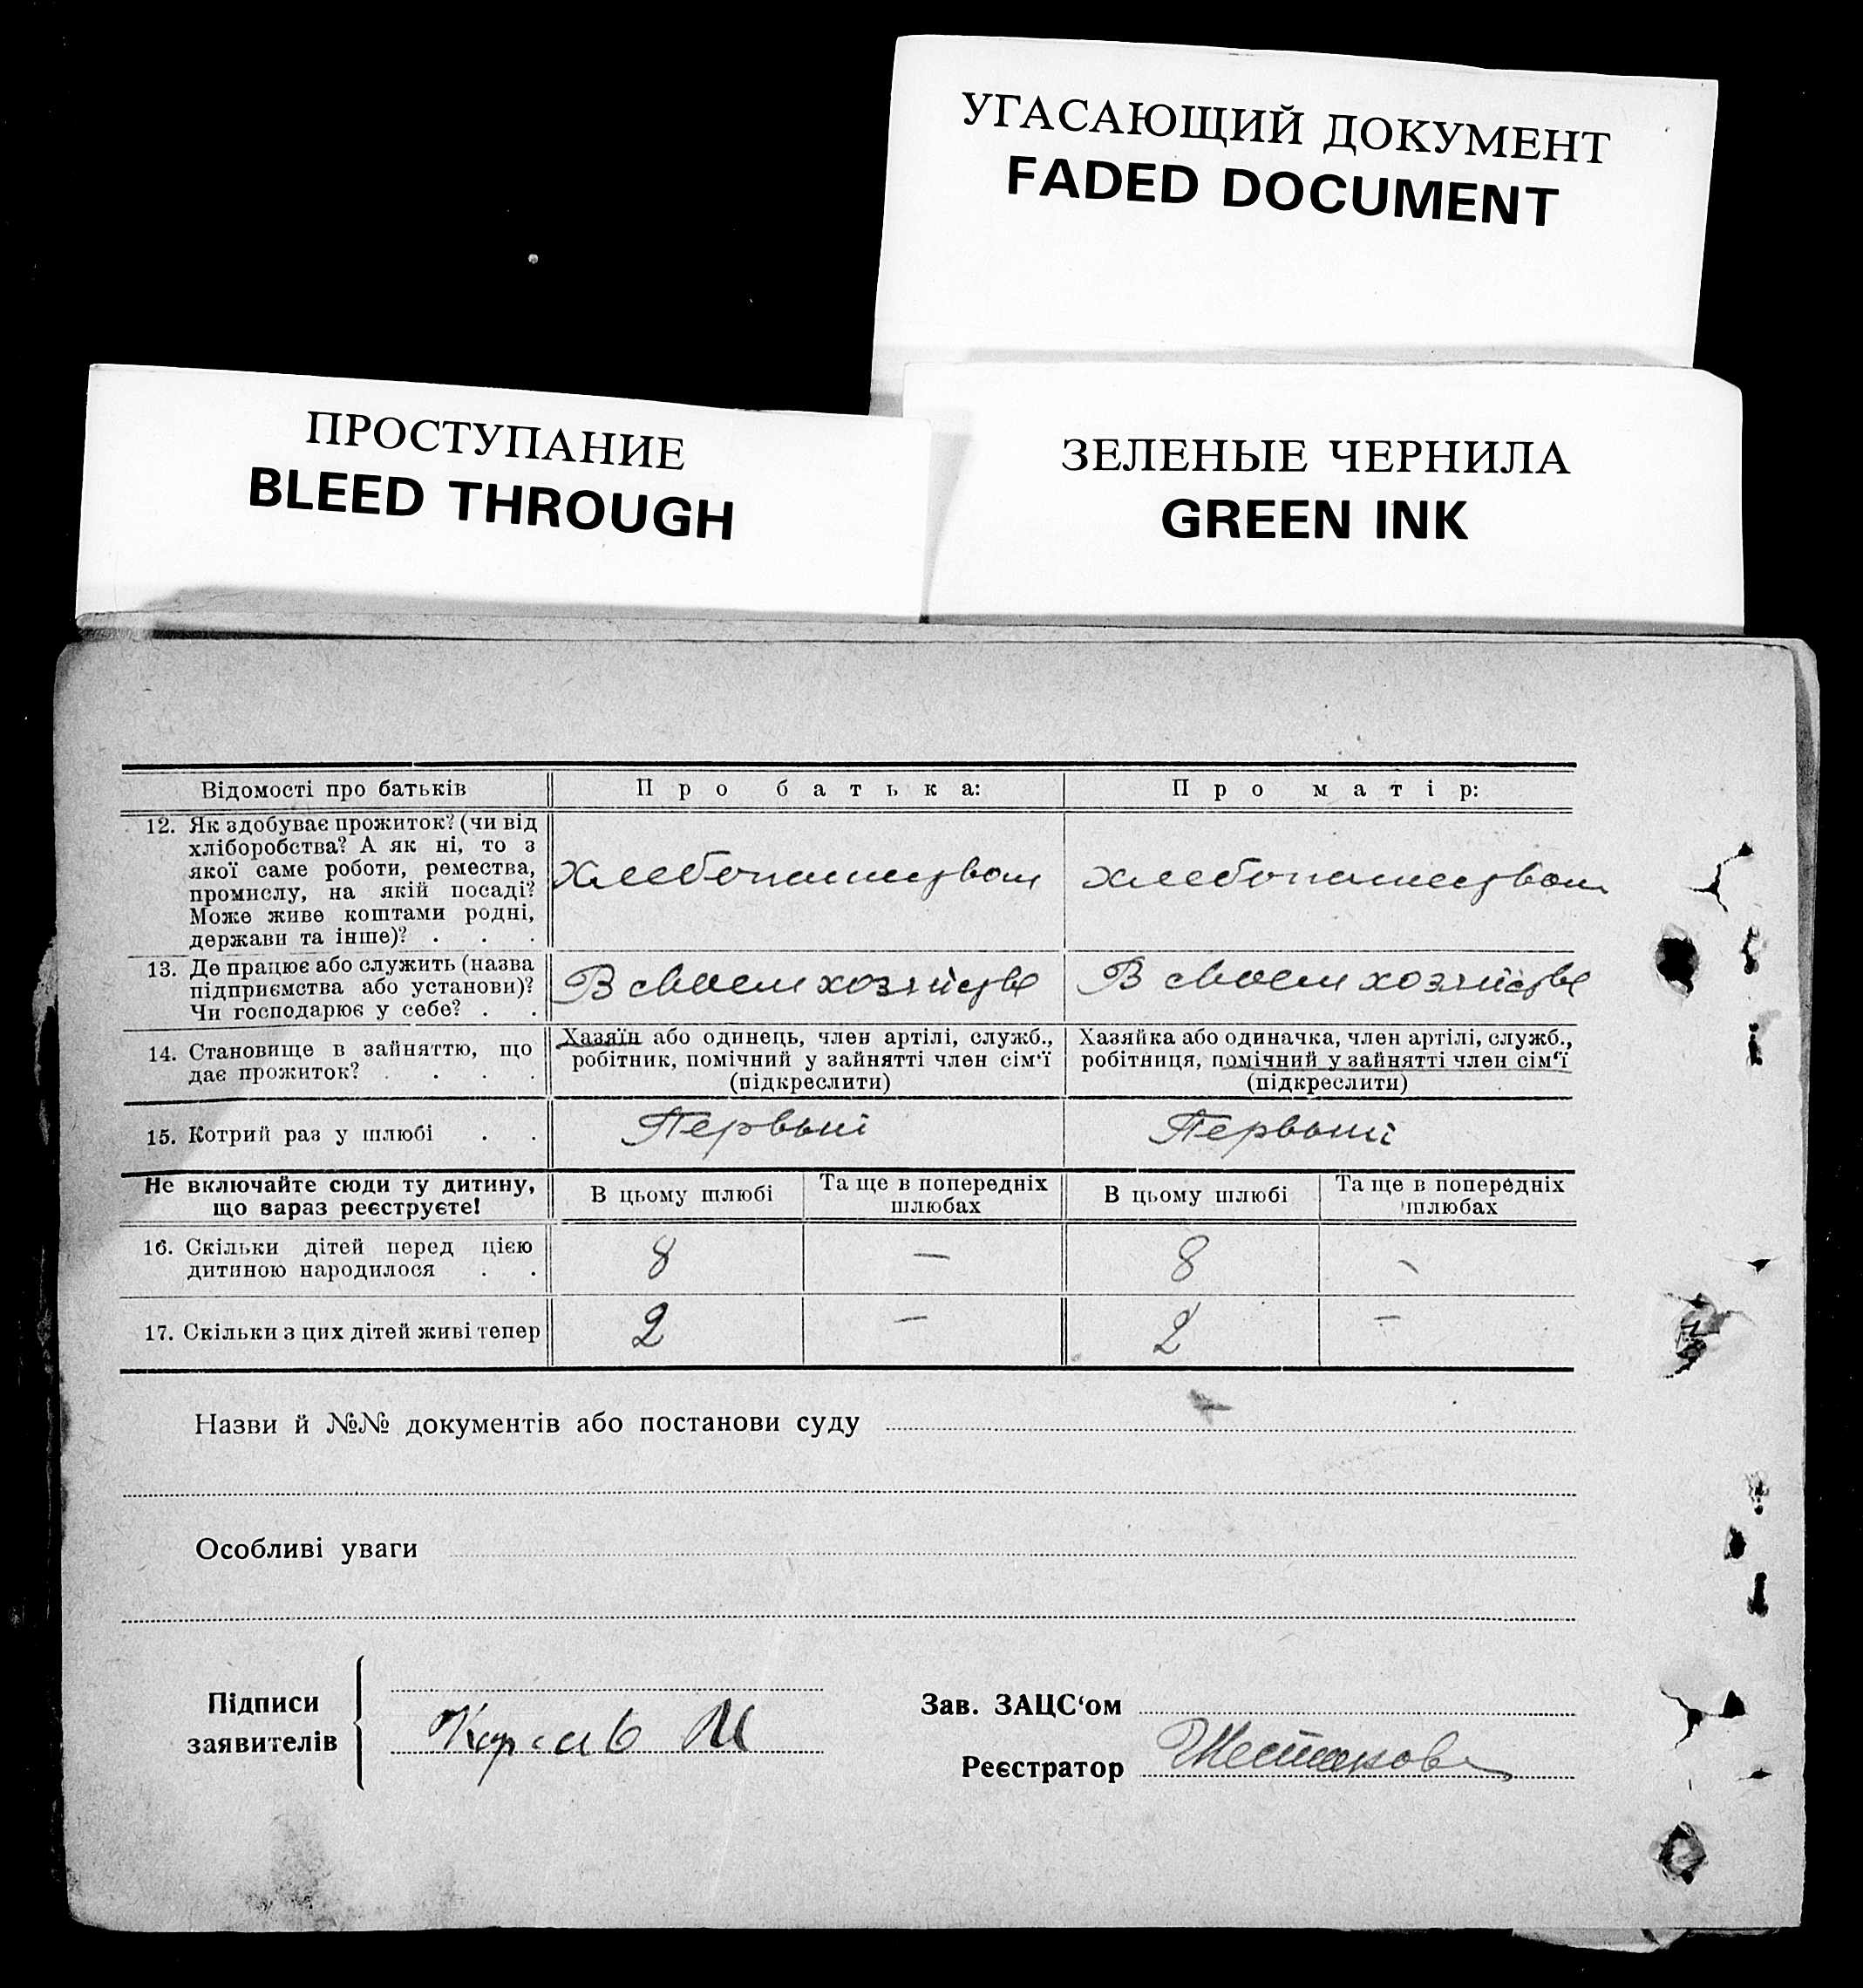 УГАСАЮЩИЙ ДОКУМЕНТ
FADED DOCUMENT
ПРОСТУПАНИЕ
BLEED THROUGH
ЗЕЛЕНЫЕ ЧЕРНИЛА
GREEN INK
Відомості про батьків
Про батька:
Про матір:
12. Як здобуває прожиток? (чи від
хліборобства? А як ні, то з
якої саме роботи, ремества,
промислу, на якій посаді?
Може живе коштами родні,
держави та інше)? . . .
Хлебопашеством
хлебопашеством
13. Де працює або служить (назва
підприємства або установи)?
Чи господарює у себе? . .
В своем хозяйстве
В своем хозяйстве
14. Становище в зайняттю, що
дає прожиток? . . . .
Хазяїн або одинець, член артілі, служб.,
робітник, помічний у зайнятті член сім'ї
(підкреслити)
Хазяйка або одиначка, член артілі, служб.,
робітниця, помічний у зайнятті член сім'ї
(підкреслити)
15. Котрий раз у шлюбі . .
Первый
Первый
Не включайте сюди ту дитину,
що зараз реєструєте!
В цьому шлюбі
Та ще в попередніх
шлюбах
В цьому шлюбі
Та ще в попередніх
шлюбах
16. Скільки дітей перед цією
дитиною народилося . .
8
—
8
—
17. Скільки з цих дітей живі тепер
2
—
2
—
Назви й №№ документів або постанови суду
Особливі уваги
Підписи
заявителів
М
Зав. ЗАЦС'ом
Реєстратор